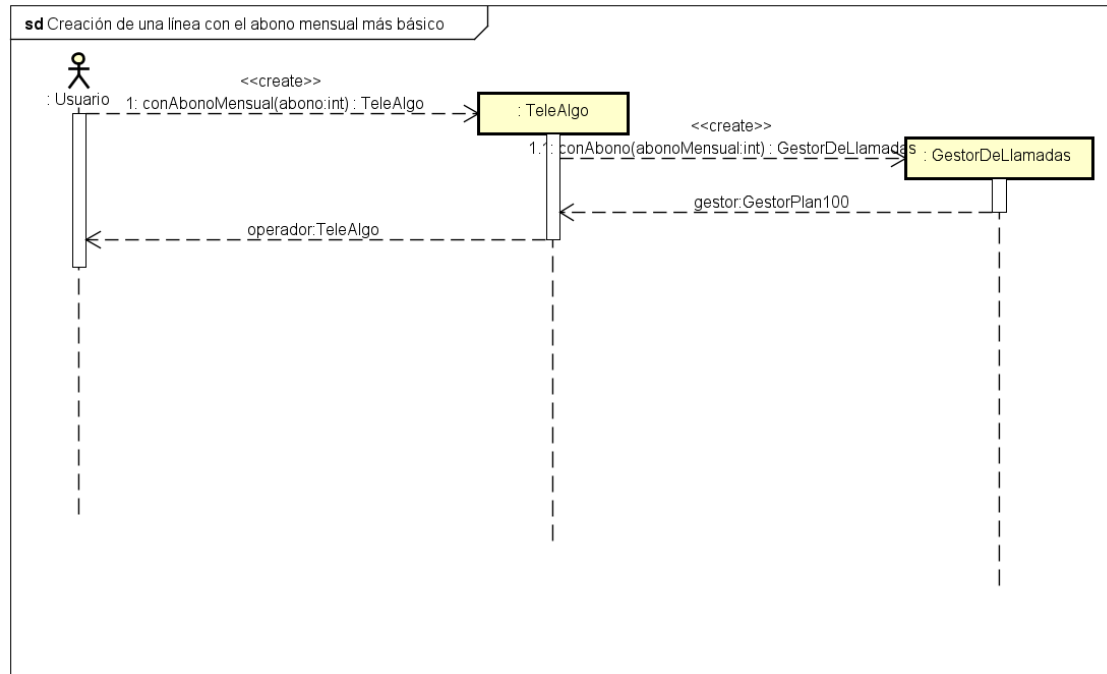 sd Creación de una línea con el abono mensual más básico
: Usuario
<<create>>
1: conAbonoMensual(abono:int) : TeleAlgo
: TeleAlgo
<<create>>
1.1: conAbono(abonoMensual:int) : GestorDeLlamadas
: GestorDeLlamadas
gestor:GestorPlan100
operador:TeleAlgo